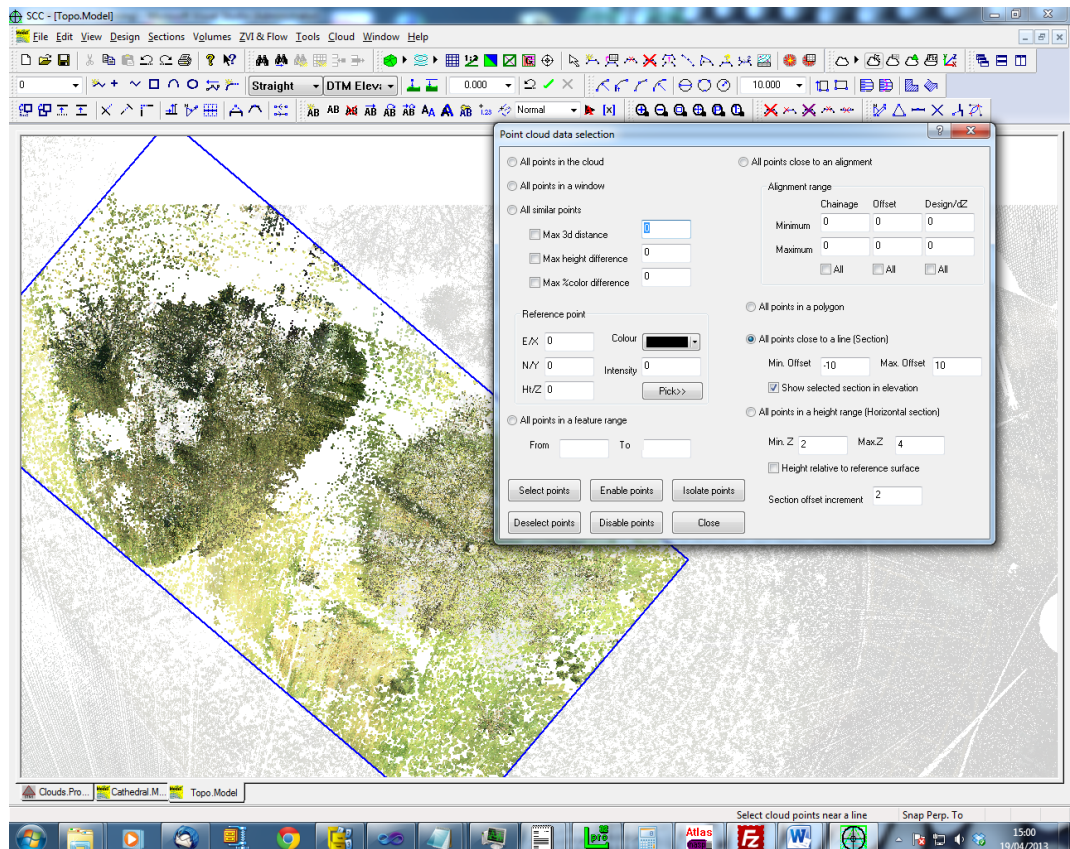 SCC - [Topo.Model]
File Edit View Design Sections Volumes ZVI & Flow Tools Cloud Window Help
0 Straight DTM Elev: 0.000 10.000
Normal
Point cloud data selection
All points in the cloud
All points in a window
All similar points
Max 3d distance 0
Max height difference 0
Max %color difference 0
Reference point
E/X 0 Colour
N/Y 0 Intensity 0
Ht/Z 0 Pick>>
All points in a feature range
From To
Select points Enable points Isolate points
Deselect points Disable points Close
All points close to an alignment
Alignment range
Chainage Offset Design/dZ
Minimum 0 0 0
Maximum 0 0 0
All All All
All points in a polygon
All points close to a line (Section)
Min. Offset -10 Max. Offset 10
Show selected section in elevation
All points in a height range (Horizontal section)
Min. Z 2 Max.Z 4
Height relative to reference surface
Section offset increment 2
Clouds.Pro... Cathedral.M... Topo.Model
Select cloud points near a line Snap Perp. To
Atlas
15:00
19/04/2013